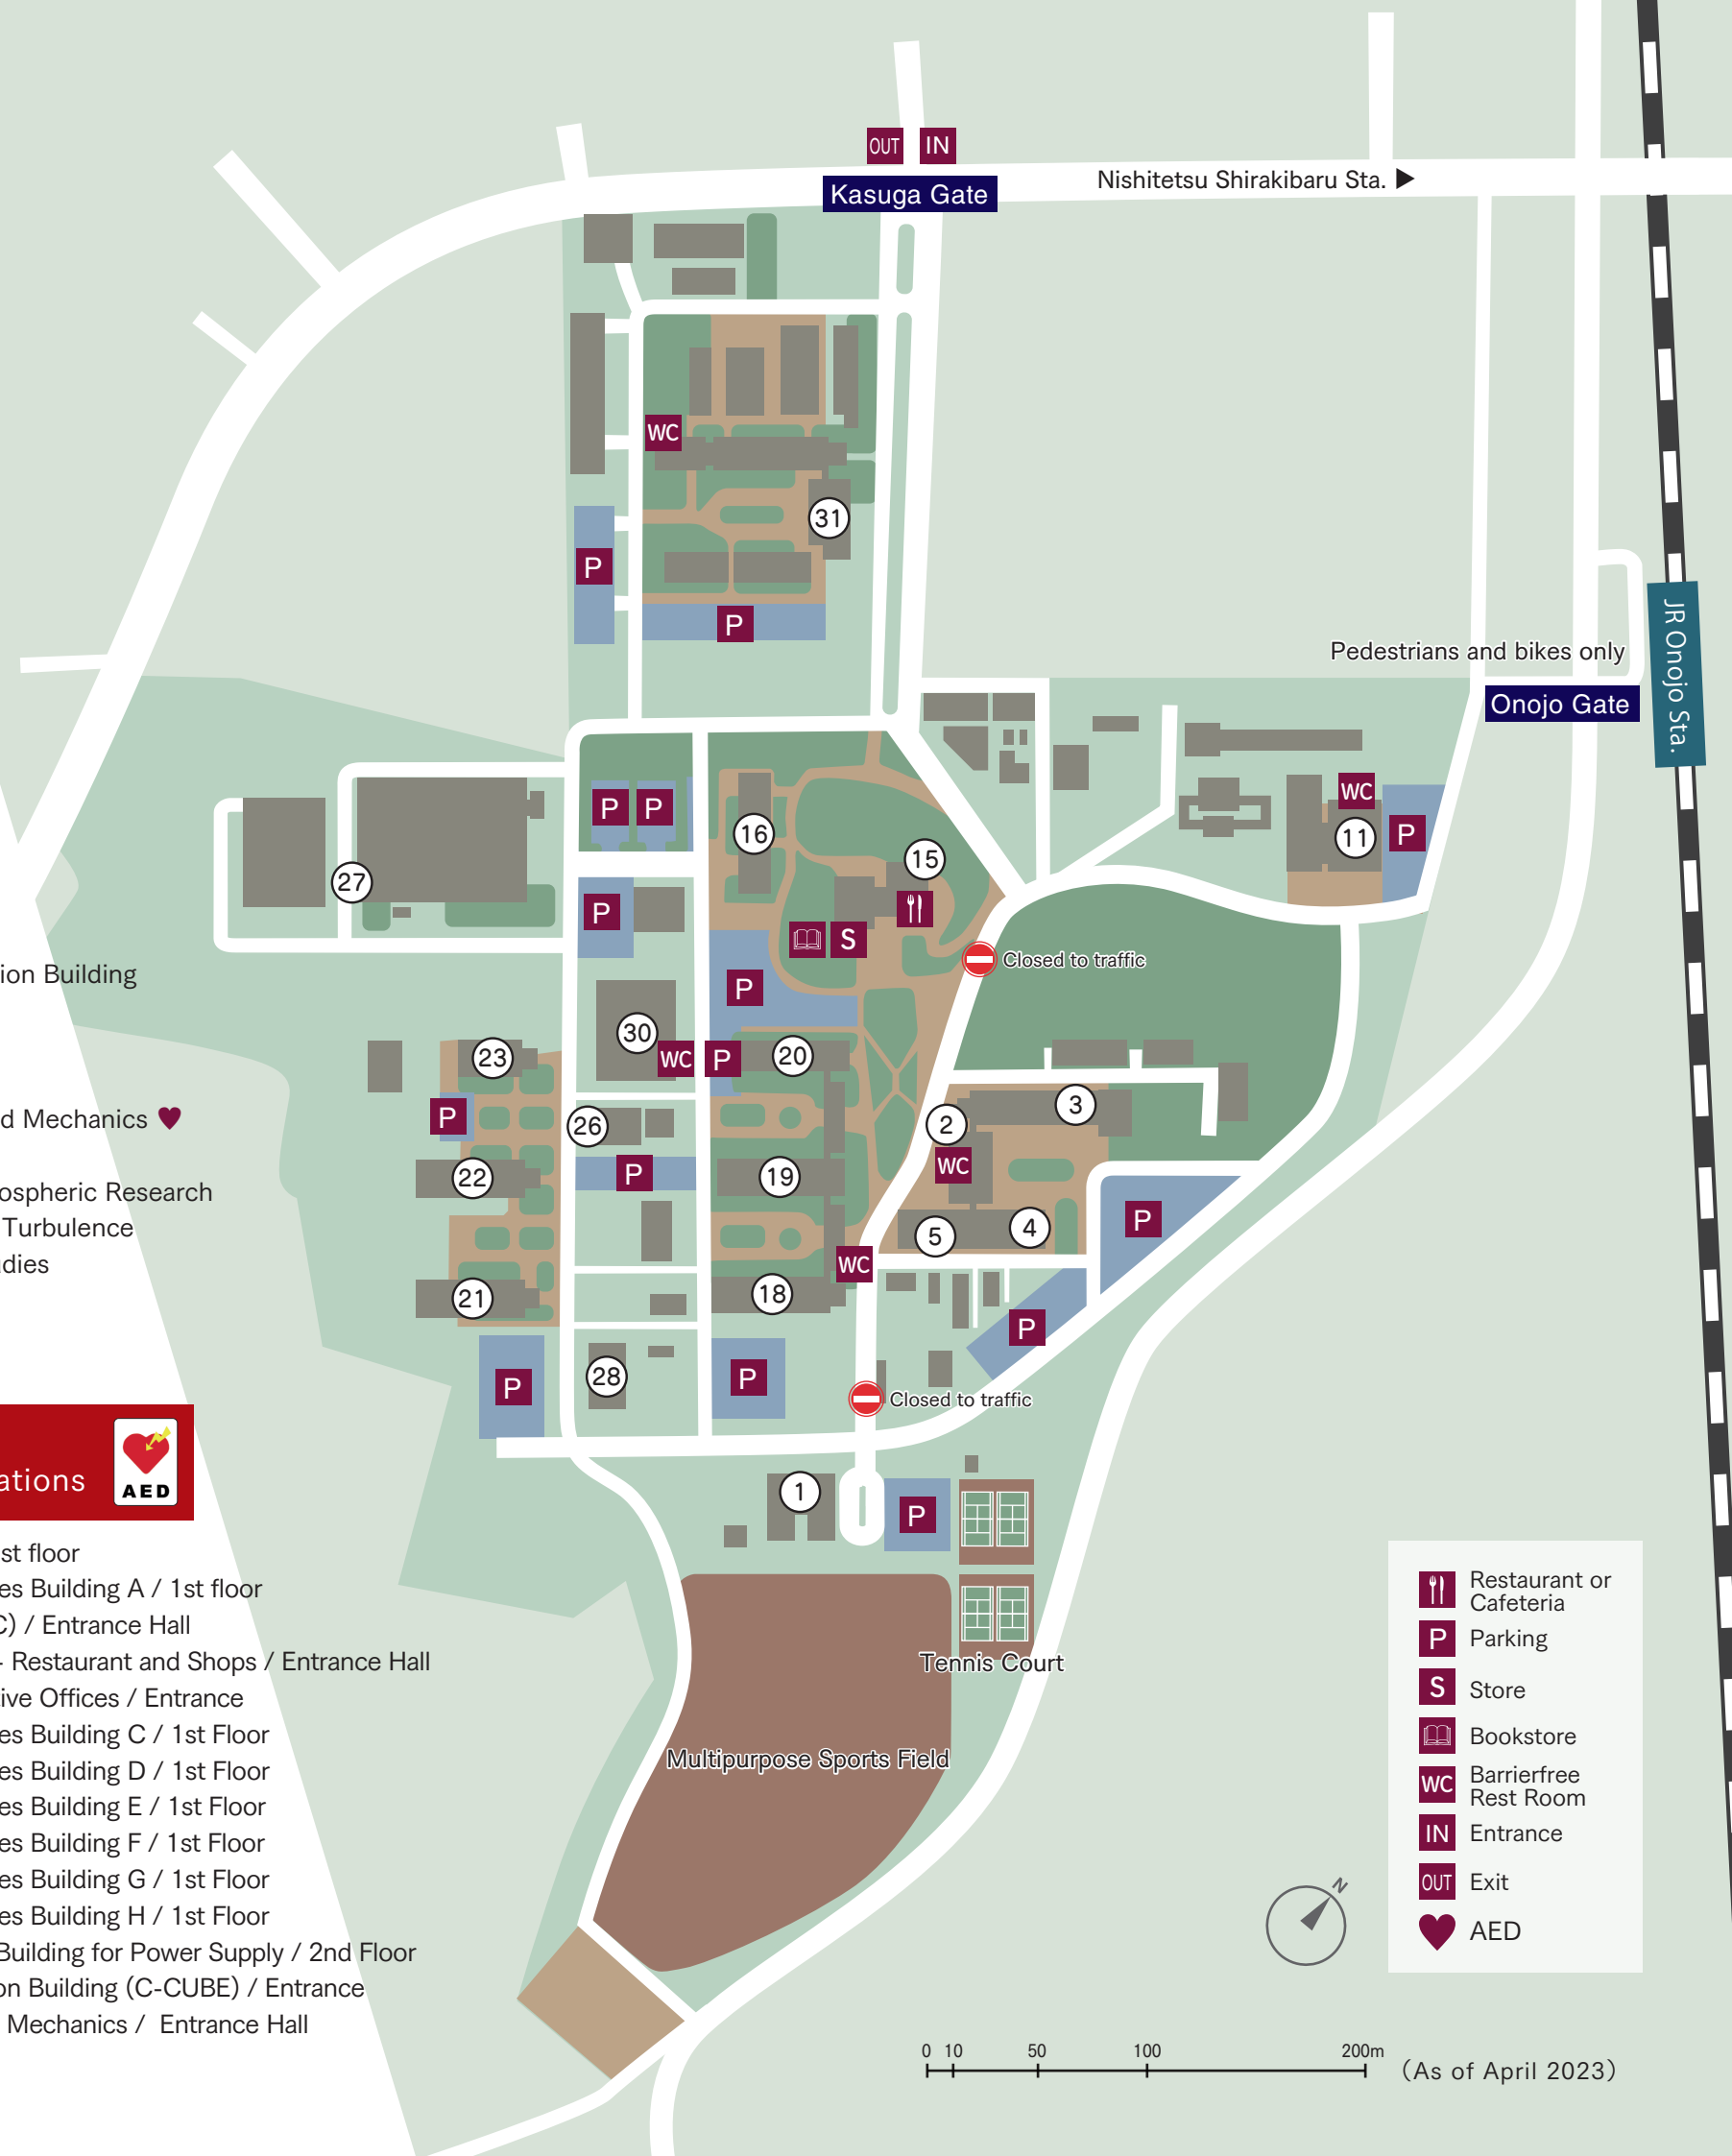 OUT
IN
Kasuga Gate
Nishitetsu Shirakibaru Sta. ▶
WC
31
P
P
Pedestrians and bikes only
Onojo Gate
JR Onojo Sta.
P
P
16
15
WC
11
P
27
P
S
Closed to traffic
P
30
WC
P
20
23
P
26
2
3
WC
22
P
19
5
4
P
WC
21
18
P
28
P
P
Closed to traffic
1
P
Tennis Court
Multipurpose Sports Field
ion Building
d Mechanics
ospheric Research
Turbulence
dies
ations
AED
st floor
es Building A / 1st floor
C) / Entrance Hall
- Restaurant and Shops / Entrance Hall
tive Offices / Entrance
es Building C / 1st Floor
es Building D / 1st Floor
es Building E / 1st Floor
es Building F / 1st Floor
es Building G / 1st Floor
es Building H / 1st Floor
Building for Power Supply / 2nd Floor
on Building (C-CUBE) / Entrance
Mechanics / Entrance Hall
Restaurant or
Cafeteria
P Parking
S Store
Bookstore
WC Barrierfree
Rest Room
IN Entrance
OUT Exit
AED
N
0 10 50 100 200m
(As of April 2023)